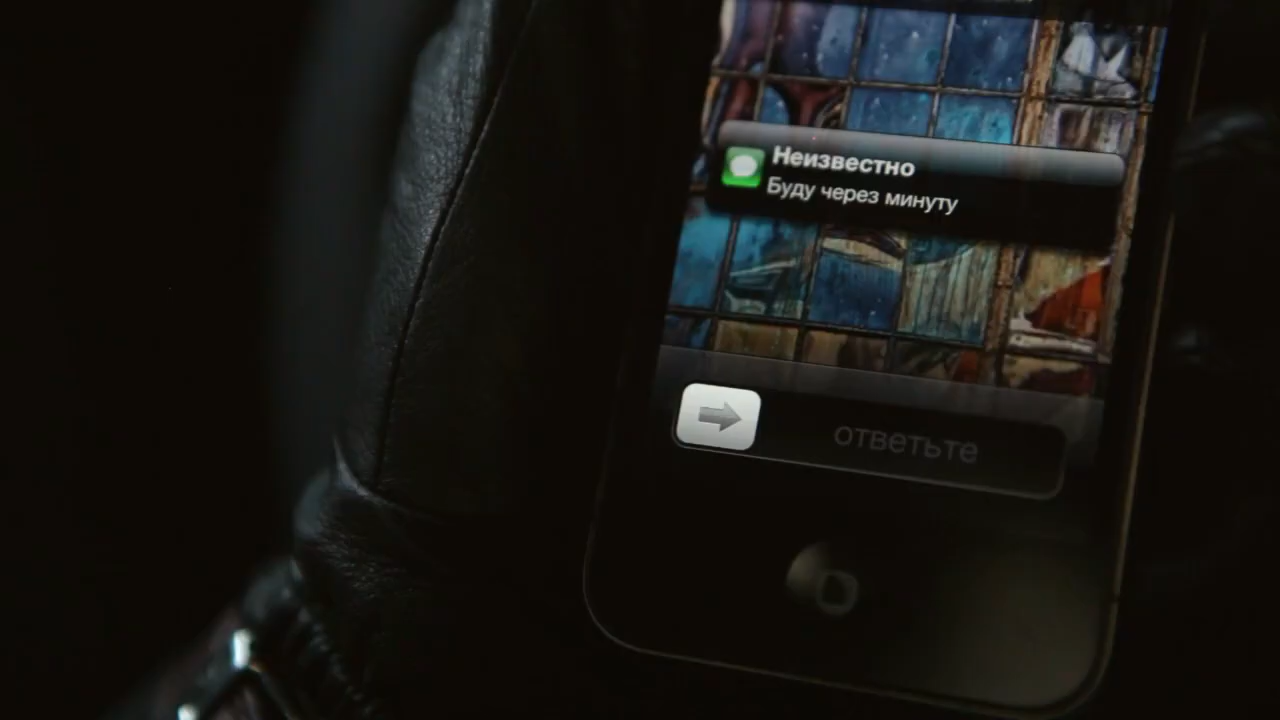 Неизвестно
Буду через минуту
ответьте